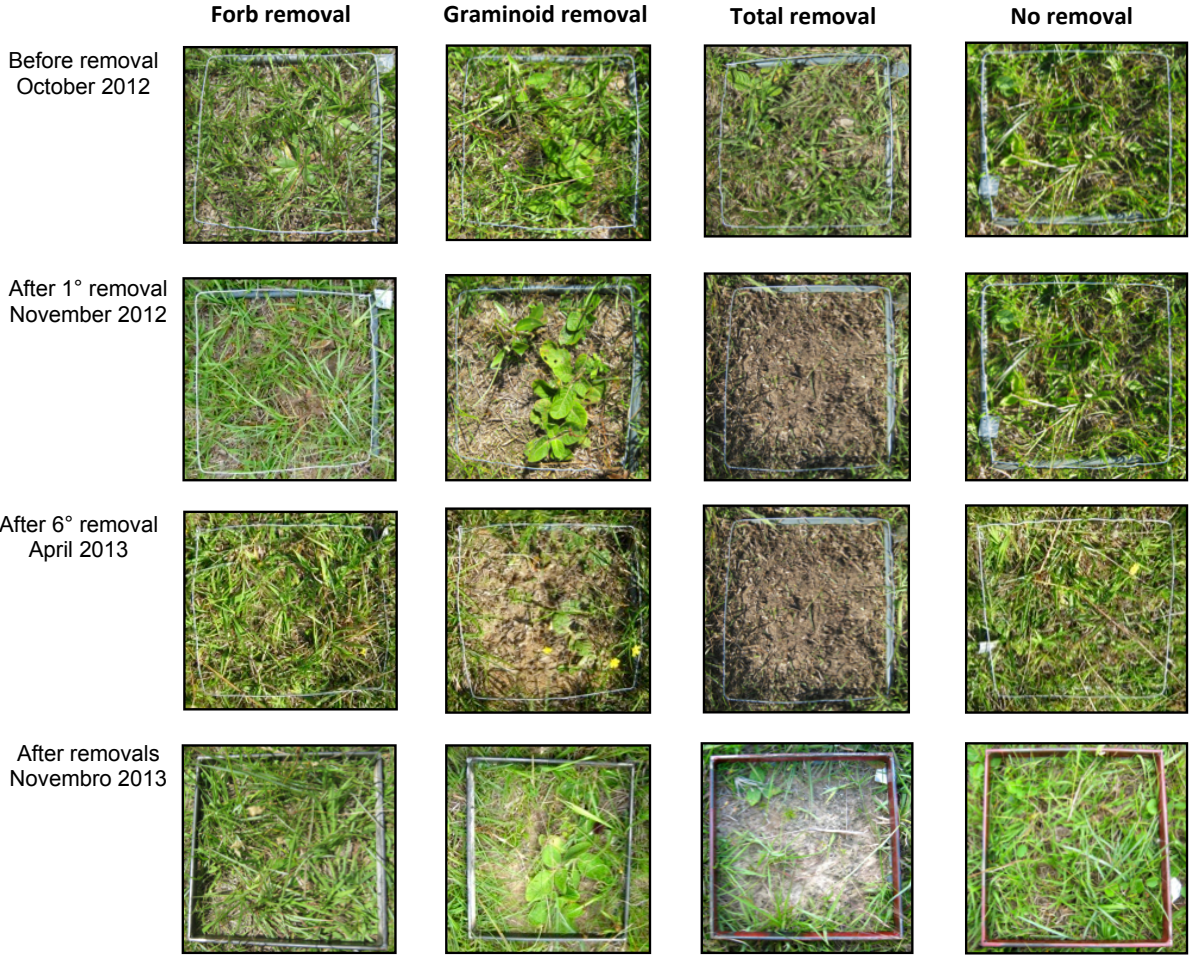 Forb removal
Graminoid removal
Total removal
No removal
Before removal
October 2012
After 1° removal
November 2012
After 6° removal
April 2013
After removals
Novembro 2013